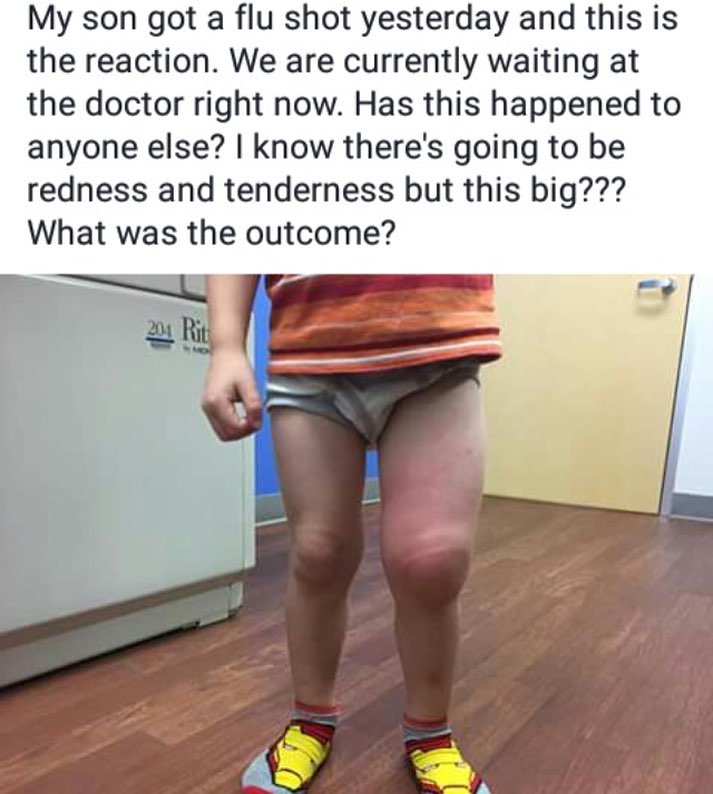 My son got a flu shot yesterday and this is
the reaction. We are currently waiting at
the doctor right now. Has this happened to
anyone else? I know there's going to be
redness and tenderness but this big???
What was the outcome?
204 Rit